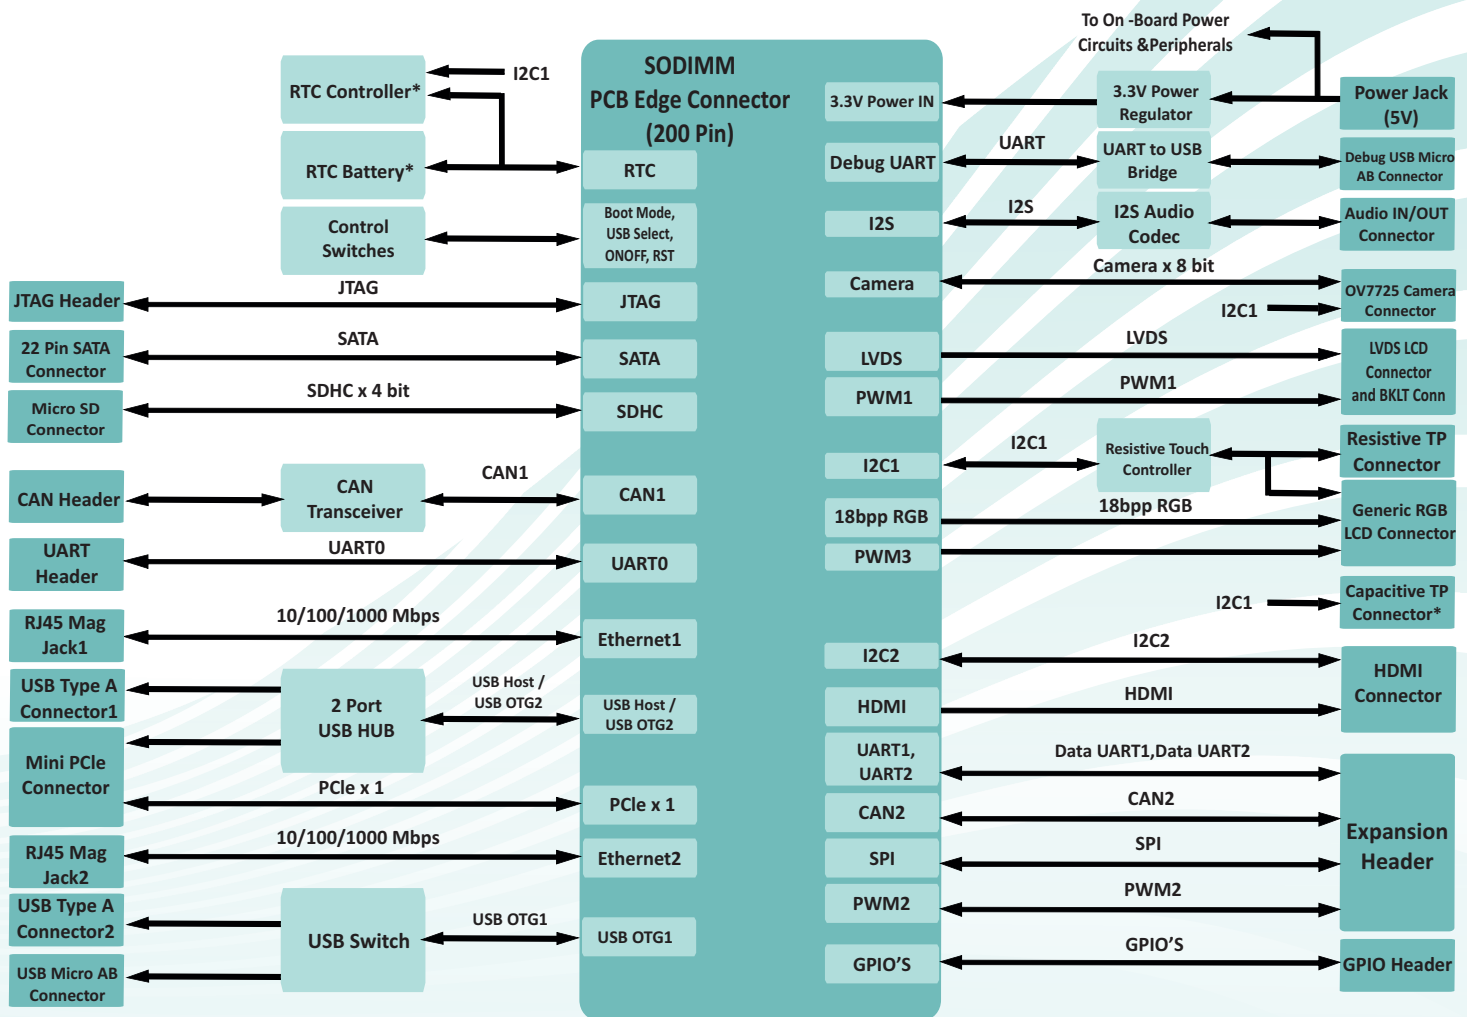 To On -Board Power
Circuits &Peripherals
SODIMM
PCB Edge Connector
(200 Pin)
RTC Controller*
I2C1
RTC Battery*
RTC
Control
Switches
Boot Mode,
USB Select,
ONOFF, RST
JTAG Header
JTAG
JTAG
22 Pin SATA
Connector
SATA
SATA
Micro SD
Connector
SDHC x 4 bit
SDHC
CAN Header
CAN
Transceiver
CAN1
CAN1
UART
Header
UART0
UART0
RJ45 Mag
Jack1
10/100/1000 Mbps
Ethernet1
USB Type A
Connector1
2 Port
USB HUB
USB Host /
USB OTG2
USB Host /
USB OTG2
Mini PCle
Connector
PCle x 1
PCle x 1
RJ45 Mag
Jack2
10/100/1000 Mbps
Ethernet2
USB Type A
Connector2
USB Switch
USB OTG1
USB OTG1
USB Micro AB
Connector
3.3V Power IN
3.3V Power
Regulator
Power Jack
(5V)
Debug UART
UART
UART to USB
Bridge
Debug USB Micro
AB Connector
I2S
I2S
I2S Audio
Codec
Audio IN/OUT
Connector
Camera
Camera x 8 bit
I2C1
OV7725 Camera
Connector
LVDS
LVDS
PWM1
PWM1
LVDS LCD
Connector
and BKLT Conn
I2C1
I2C1
Resistive Touch
Controller
Resistive TP
Connector
18bpp RGB
18bpp RGB
PWM3
Generic RGB
LCD Connector
I2C1
Capacitive TP
Connector*
I2C2
I2C2
HDMI
HDMI
HDMI
Connector
UART1,
UART2
Data UART1,Data UART2
CAN2
CAN2
SPI
SPI
PWM2
PWM2
Expansion
Header
GPIO'S
GPIO'S
GPIO Header